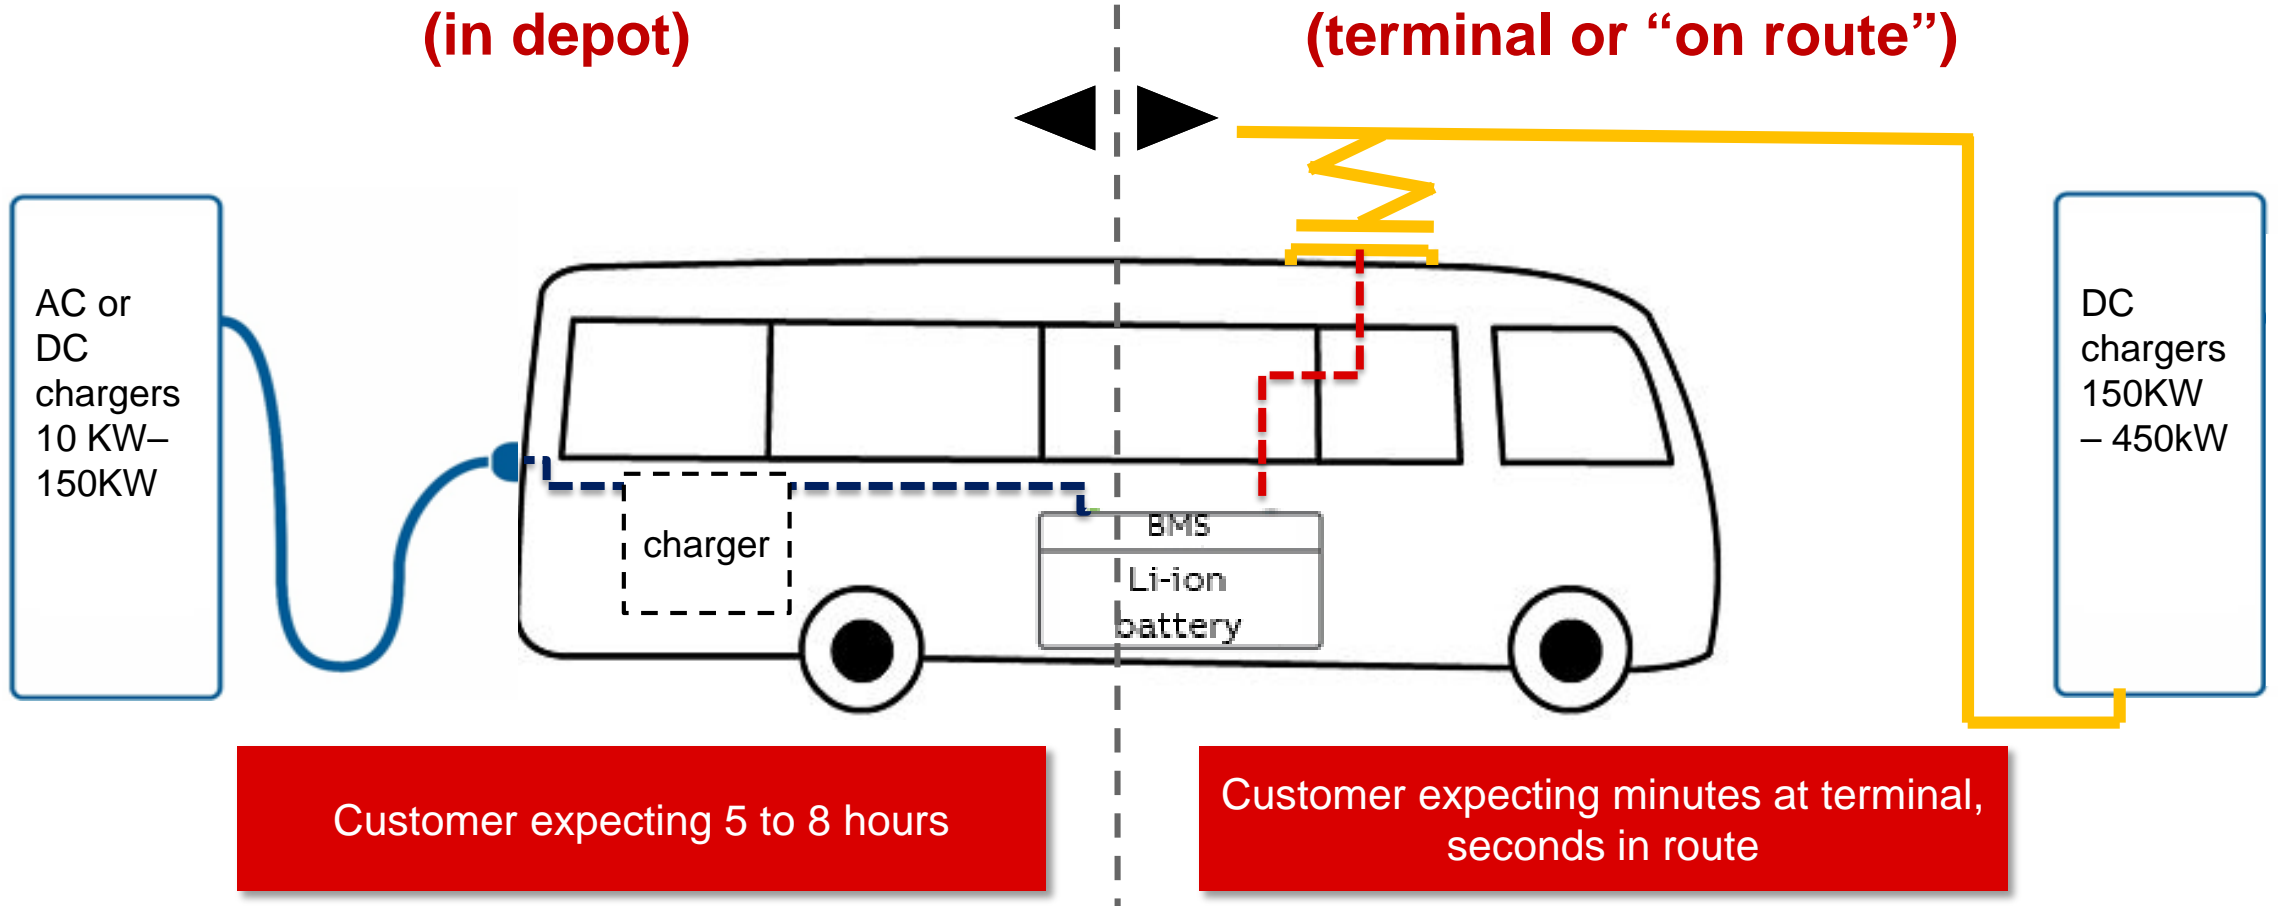 (in depot)
(terminal or “on route”)
AC or
DC
chargers
10 KW–
150KW
charger
BMS
Li-ion
battery
DC
chargers
150KW
– 450kW
Customer expecting 5 to 8 hours
Customer expecting minutes at terminal,
seconds in route